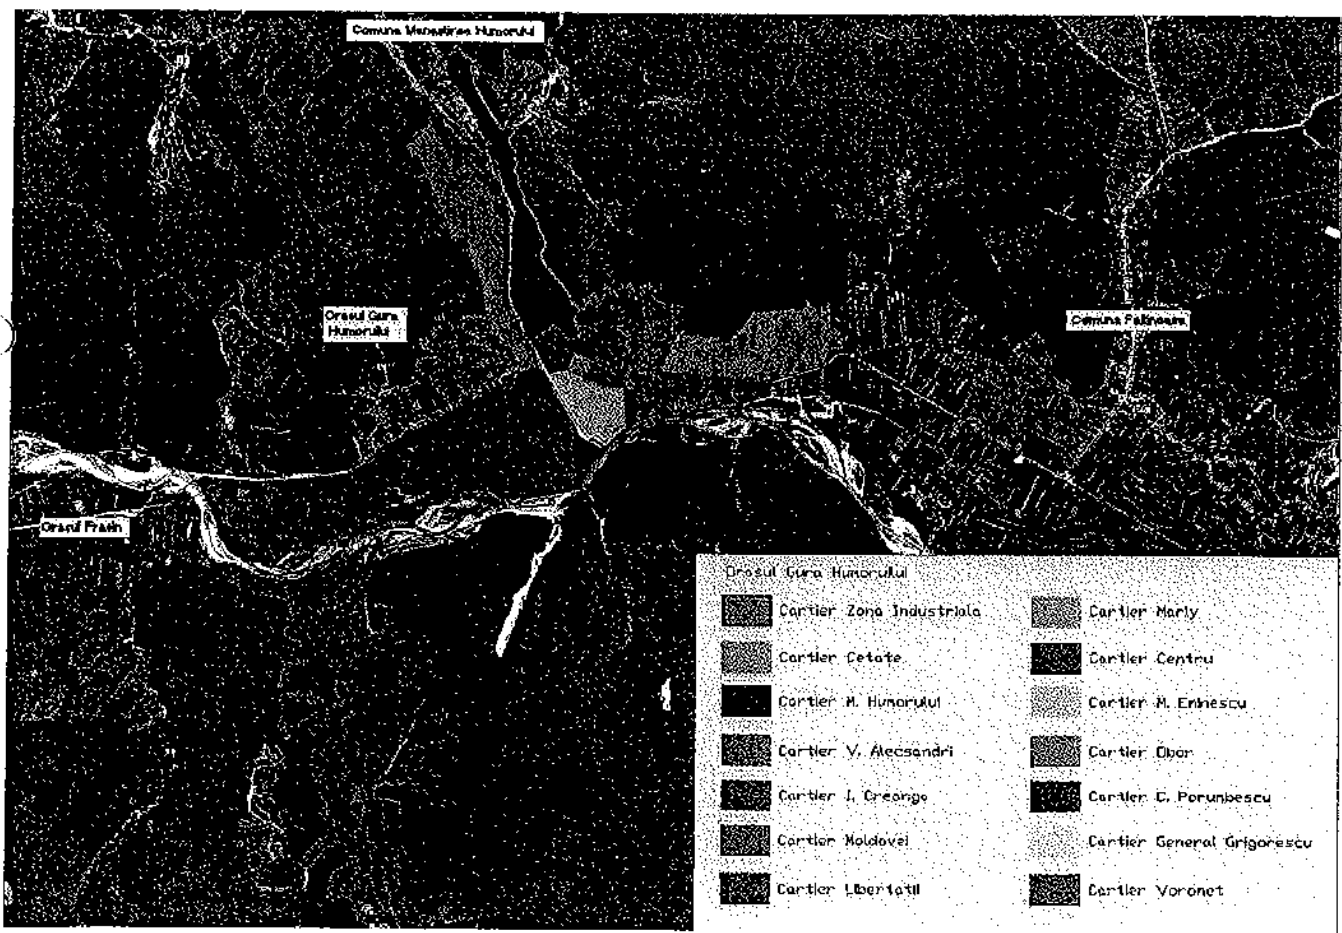 Comuna Manastirea Humorului
Orasul Gura
Humorului
Comuna Paltinoasa
Orasul Frasin
Orasul Gura Humorului
Cartier Zona Industriala
Cartier Cetate
Cartier M. Humorului
Cartier V. Alecsandri
Cartier I. Creanga
Cartier Moldovei
Cartier Libertatii
Cartier Marly
Cartier Centru
Cartier M. Eminescu
Cartier Obor
Cartier C. Porumbescu
Cartier General Grigorescu
Cartier Voronet